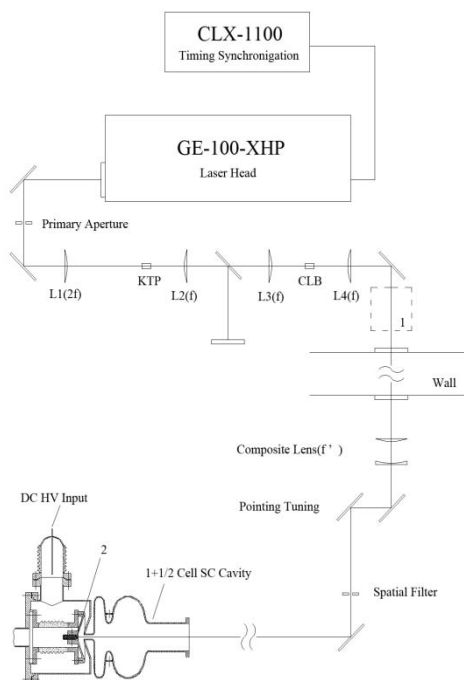 CLX-1100
Timing Synchronigation
GE-100-XHP
Laser Head
Primary Aperture
L1(2f)
KTP
L2(f)
L3(f)
CLB
L4(f)
1
Wall
Composite Lens(f ' )
Pointing Tuning
DC HV Input
2
1+1/2 Cell SC Cavity
Spatial Filter